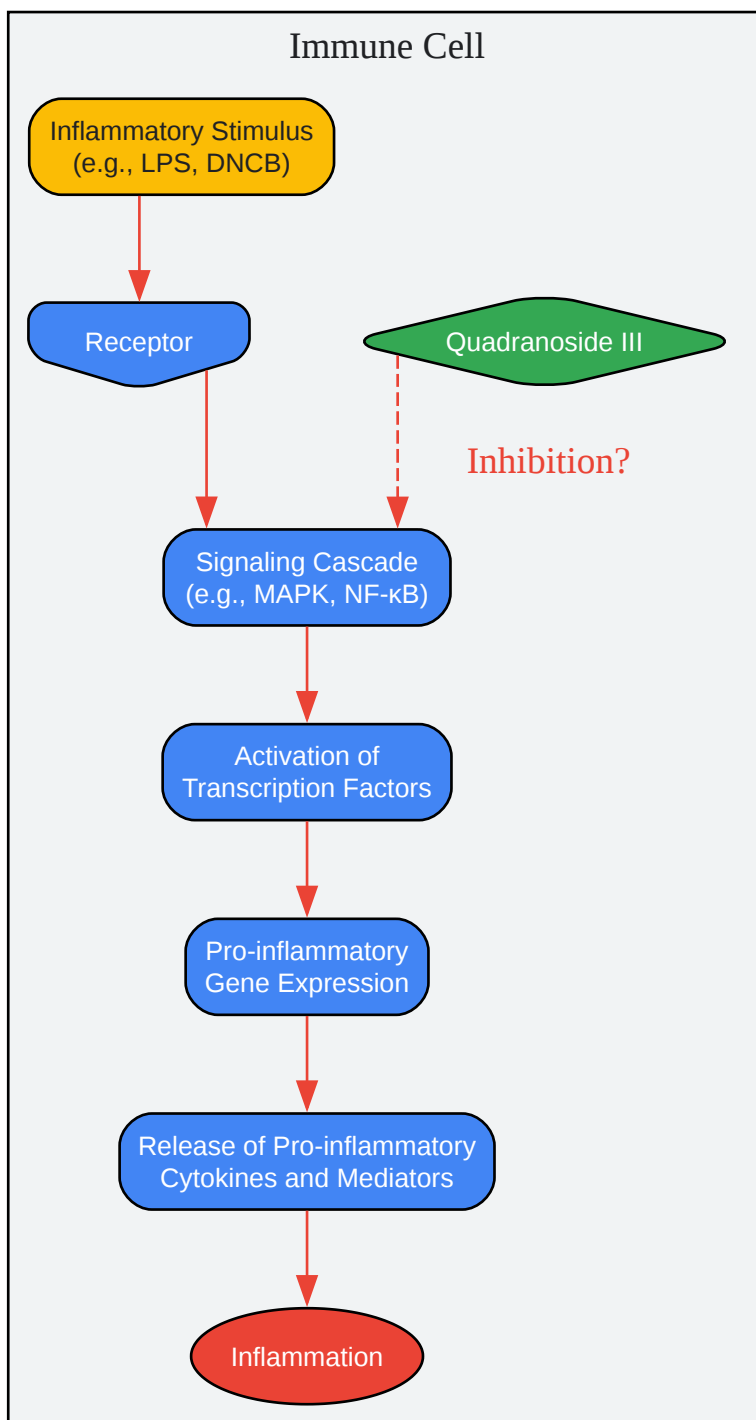 Immune Cell
Inflammatory Stimulus
(e.g., LPS, DNCB)
Receptor
Quadranoside III
Inhibition?
Signaling Cascade
(e.g., MAPK, NF-κB)
Activation of
Transcription Factors
Pro-inflammatory
Gene Expression
Release of Pro-inflammatory
Cytokines and Mediators
Inflammation